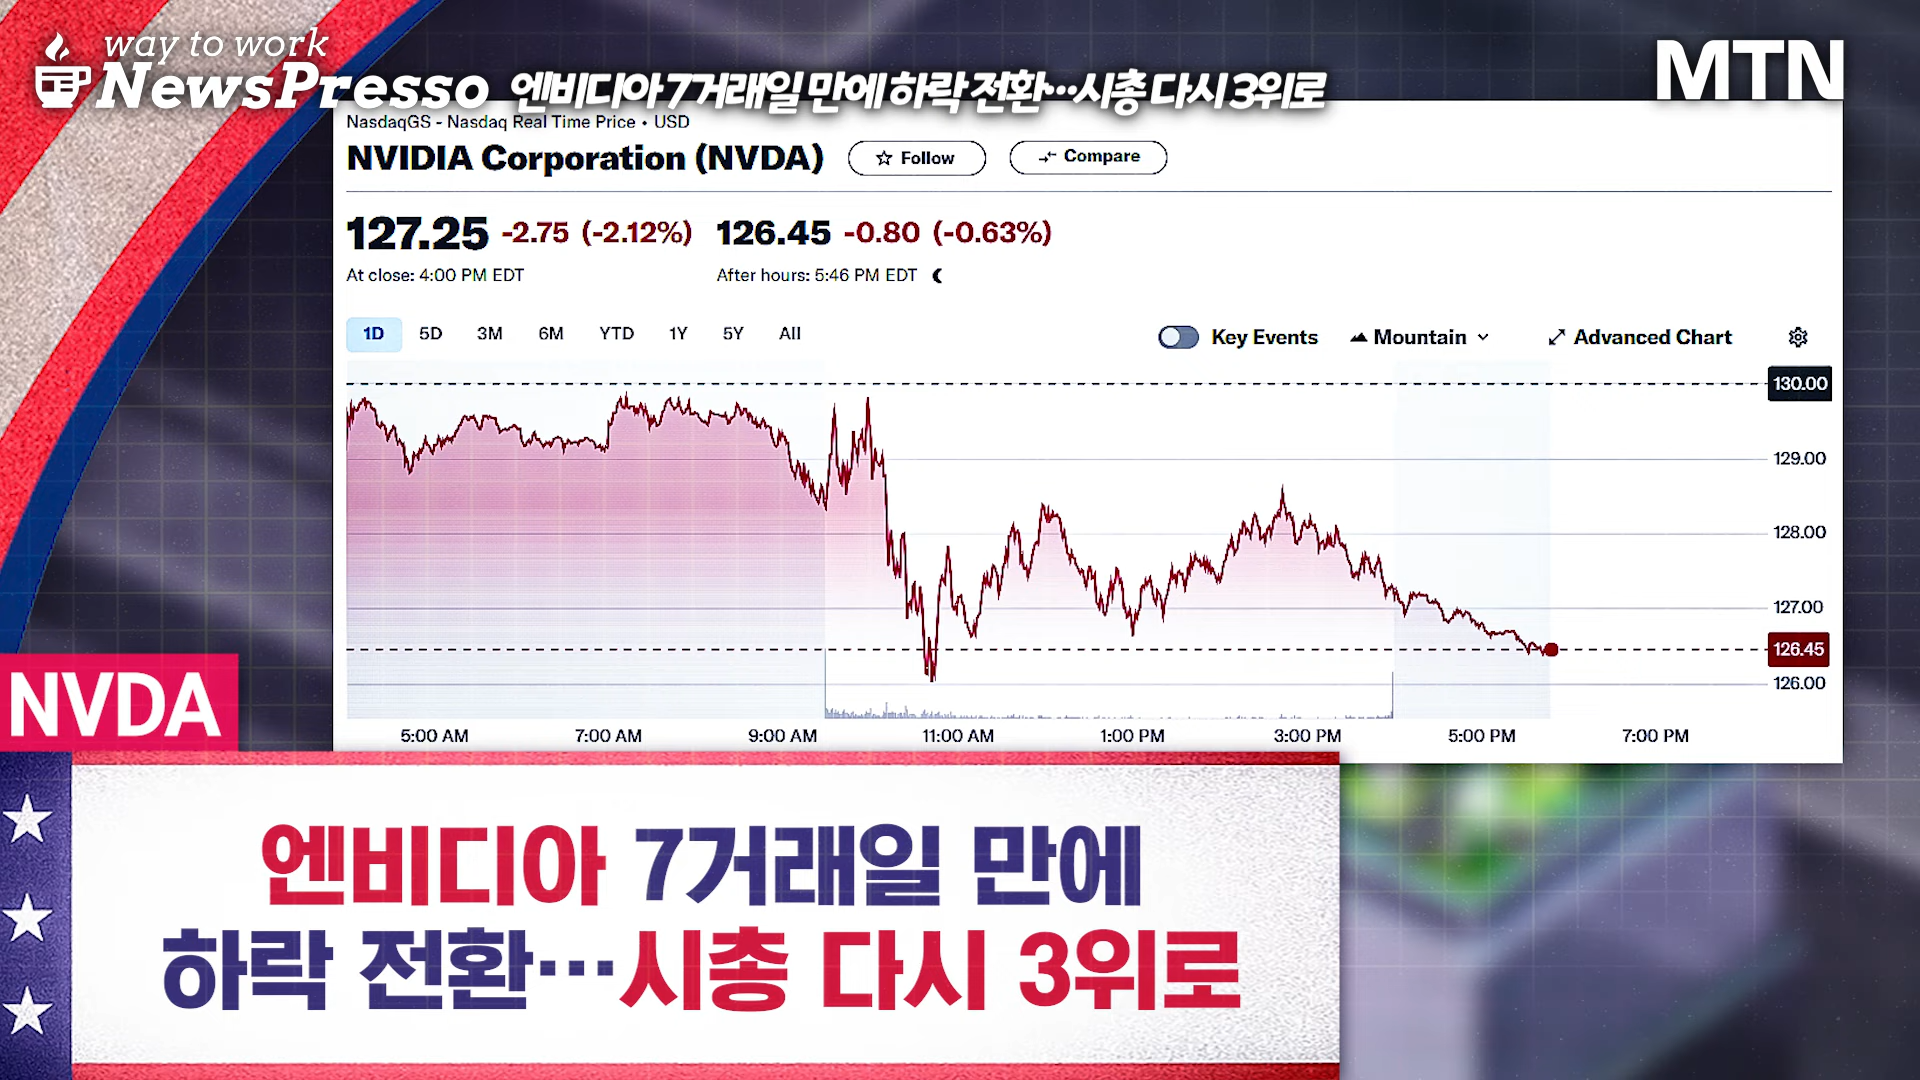 way to work
NewsPresso
엔비디아 7거래일 만에 하락 전환…시총 다시 3위로
MTN
NasdaqGS - Nasdaq Real Time Price • USD
NVIDIA Corporation (NVDA)
Follow
Compare
127.25 -2.75 (-2.12%)
126.45 -0.80 (-0.63%)
At close: 4:00 PM EDT
After hours: 5:46 PM EDT
1D 5D 3M 6M YTD 1Y 5Y All
Key Events
Mountain
Advanced Chart
130.00
129.00
128.00
127.00
126.45
126.00
5:00 AM 7:00 AM 9:00 AM 11:00 AM 1:00 PM 3:00 PM 5:00 PM 7:00 PM
NVDA
엔비디아 7거래일 만에
하락 전환…시총 다시 3위로